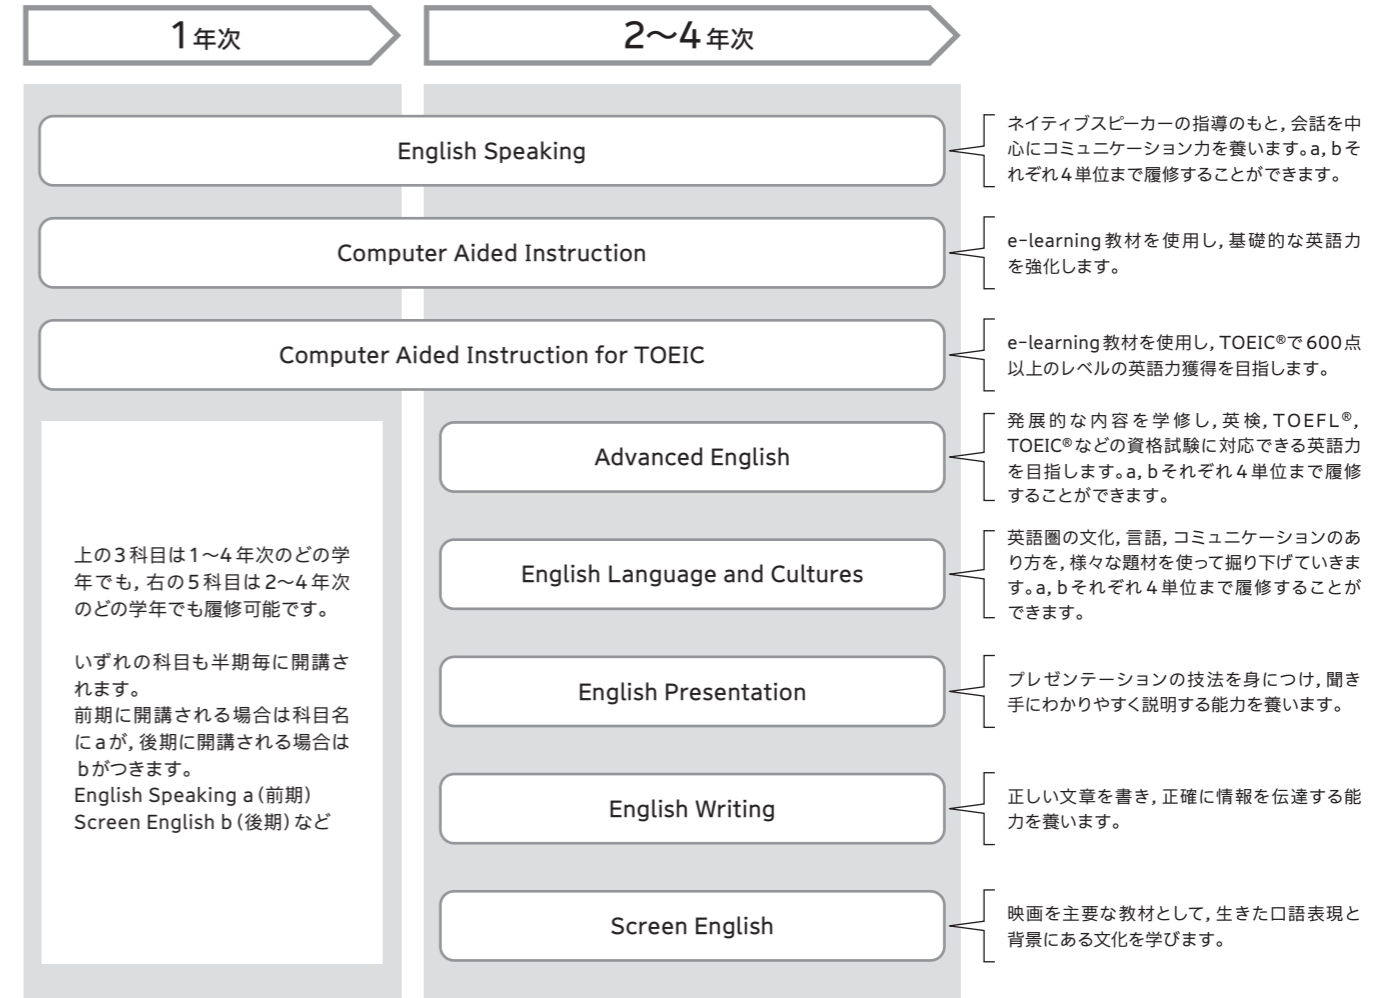 1年次
2〜4年次
English Speaking
ネイティブスピーカーの指導のもと,会話を中
心にコミュニケーション力を養います。a, bそ
れぞれ4単位まで履修することができます。
Computer Aided Instruction
e-learning教材を使用し,基礎的な英語力
を強化します。
Computer Aided Instruction for TOEIC
e-learning教材を使用し,TOEIC®で600点
以上のレベルの英語力獲得を目指します。
上の3科目は1〜4年次のどの学
年でも,右の5科目は2〜4年次
のどの学年でも履修可能です。
いずれの科目も半期毎に開講さ
れます。
前期に開講される場合は科目名
にaが,後期に開講される場合は
bがつきます。
English Speaking a(前期)
Screen English b(後期)など
Advanced English
発展的な内容を学修し,英検,TOEFL®,
TOEIC®などの資格試験に対応できる英語力
を目指します。a, bそれぞれ4単位まで履修
することができます。
English Language and Cultures
英語圏の文化,言語,コミュニケーションのあ
り方を,様々な題材を使って掘り下げていきま
す。a, bそれぞれ4単位まで履修することが
できます。
English Presentation
プレゼンテーションの技法を身につけ,聞き
手にわかりやすく説明する能力を養います。
English Writing
正しい文章を書き,正確に情報を伝達する能
力を養います。
Screen English
映画を主要な教材として,生きた口語表現と
背景にある文化を学びます。